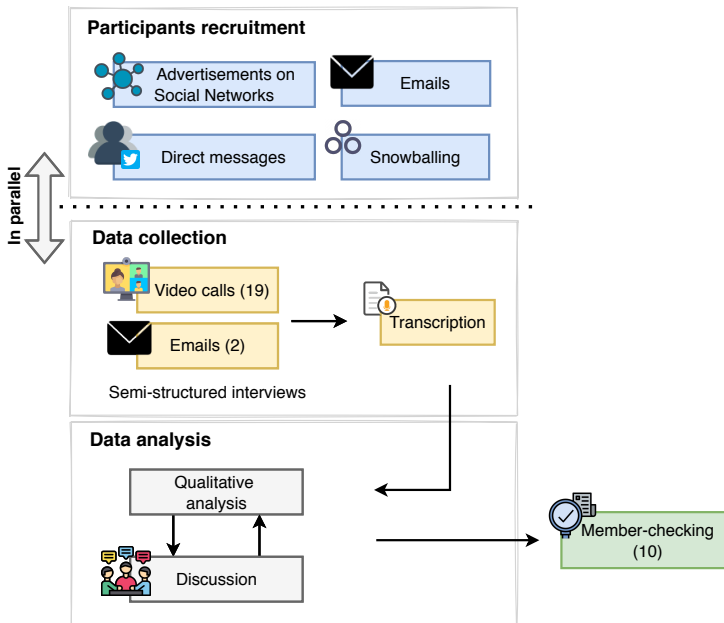 Participants recruitment
Advertisements on
Social Networks
Emails
Direct messages
Snowballing
In parallel
Data collection
Video calls (19)
Emails (2)
Transcription
Semi-structured interviews
Data analysis
Qualitative
analysis
Discussion
Member-checking
(10)